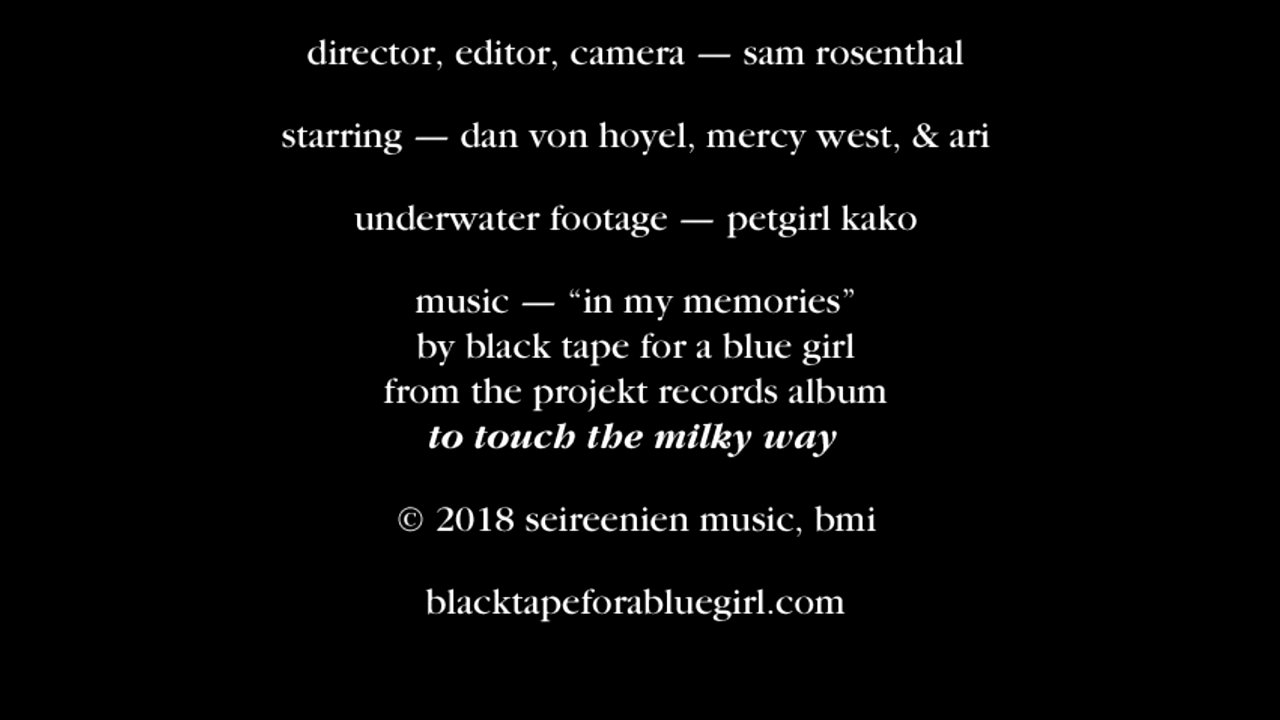 director, editor, camera — sam rosenthal
starring — dan von hoyel, mercy west, & ari
underwater footage — petgirl kako
music — “in my memories”
by black tape for a blue girl
from the projekt records album
to touch the milky way
© 2018 seireenien music, bmi
blacktapeforabluegirl.com